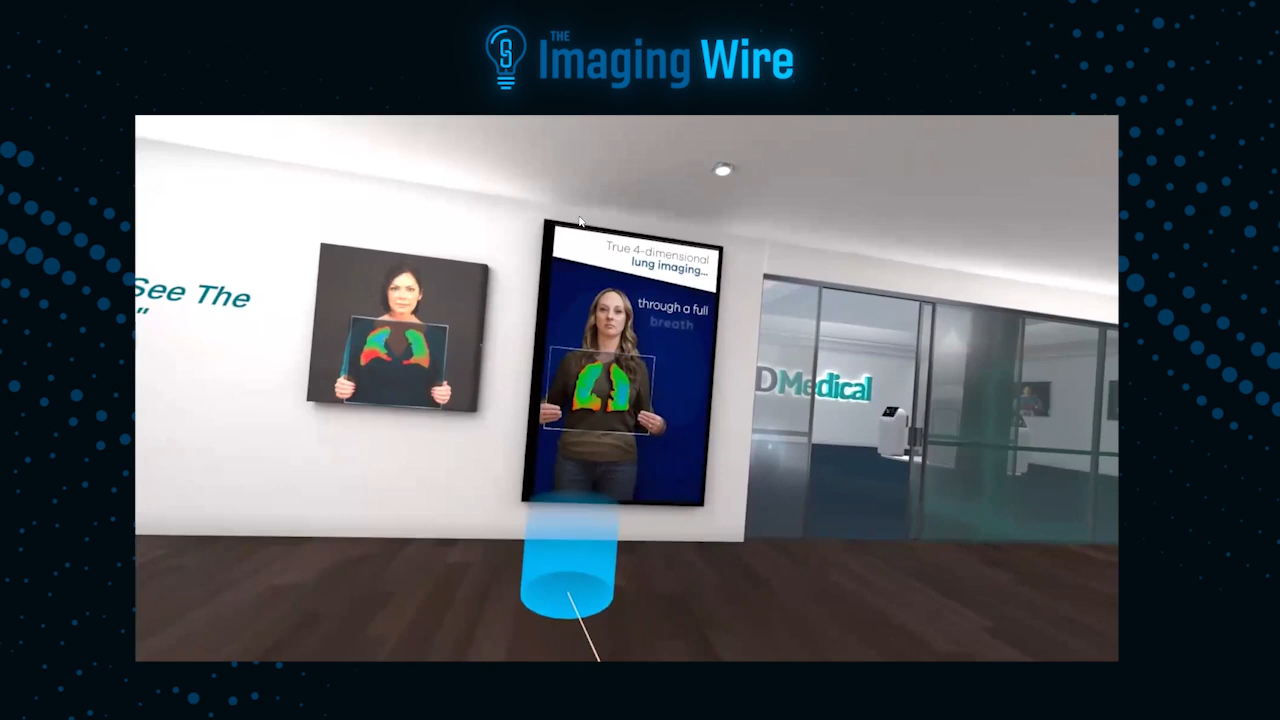 THE
Imaging Wire
See The
"
True 4-dimensional
lung imaging...
through a full
breath
DMedical